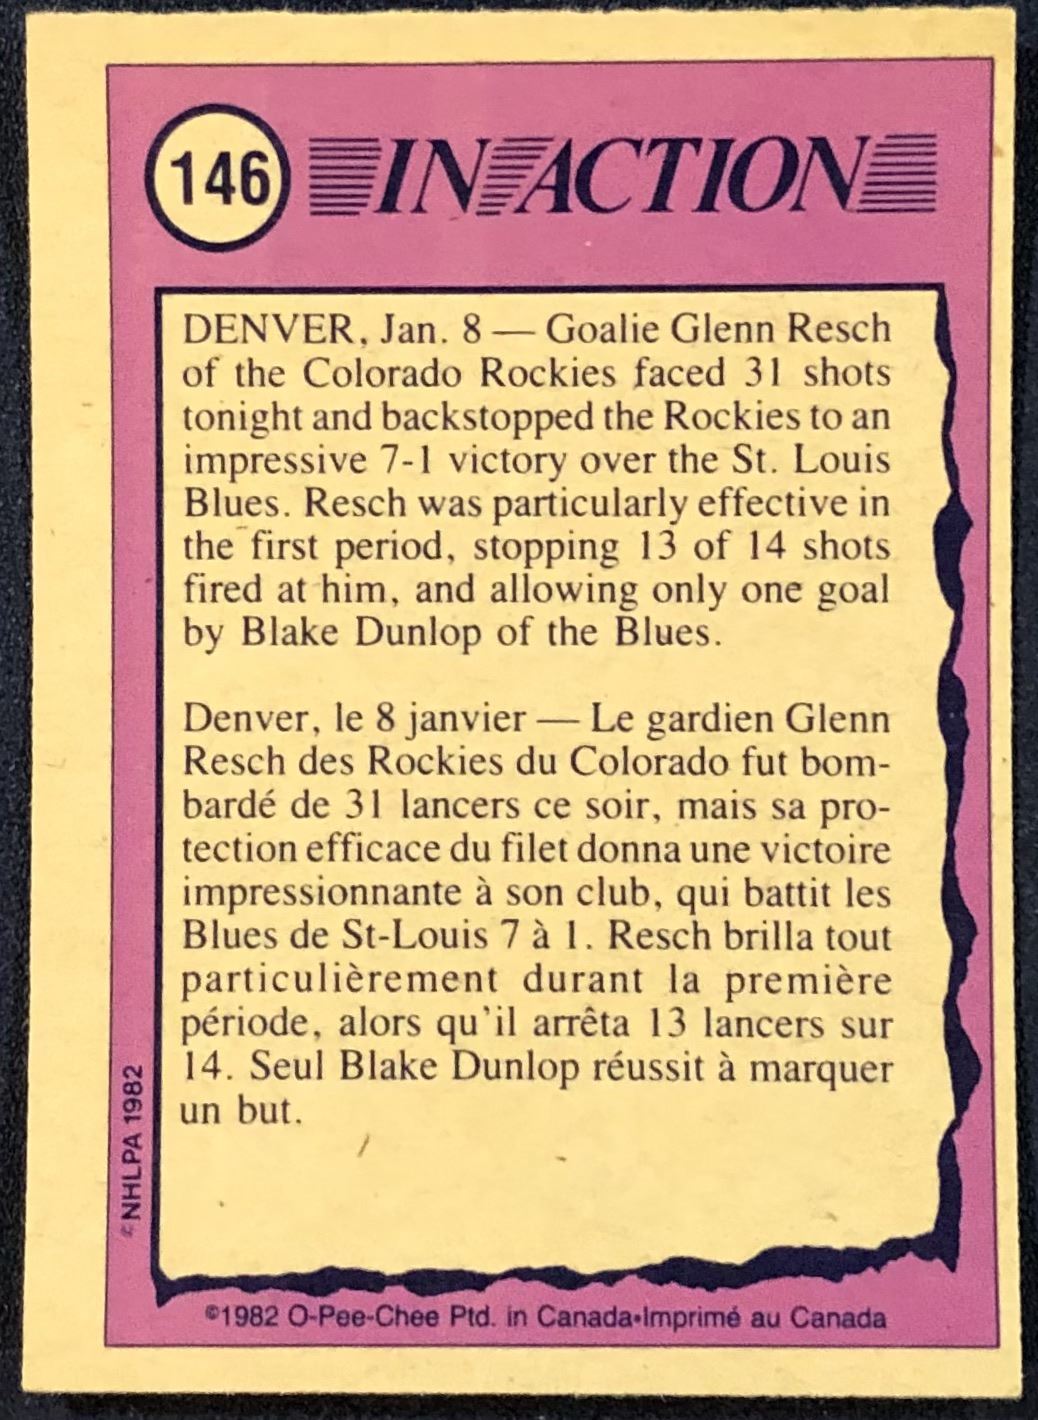 146
IN ACTION
DENVER, Jan. 8 — Goalie Glenn Resch
of the Colorado Rockies faced 31 shots
tonight and backstopped the Rockies to an
impressive 7-1 victory over the St. Louis
Blues. Resch was particularly effective in
the first period, stopping 13 of 14 shots
fired at him, and allowing only one goal
by Blake Dunlop of the Blues.
Denver, le 8 janvier — Le gardien Glenn
Resch des Rockies du Colorado fut bom-
bardé de 31 lancers ce soir, mais sa pro-
tection efficace du filet donna une victoire
impressionnante à son club, qui battit les
Blues de St-Louis 7 à 1. Resch brilla tout
particulièrement durant la première
période, alors qu'il arrêta 13 lancers sur
14. Seul Blake Dunlop réussit à marquer
un but.
©NHLPA 1982
©1982 O-Pee-Chee Ptd. in Canada•Imprimé au Canada